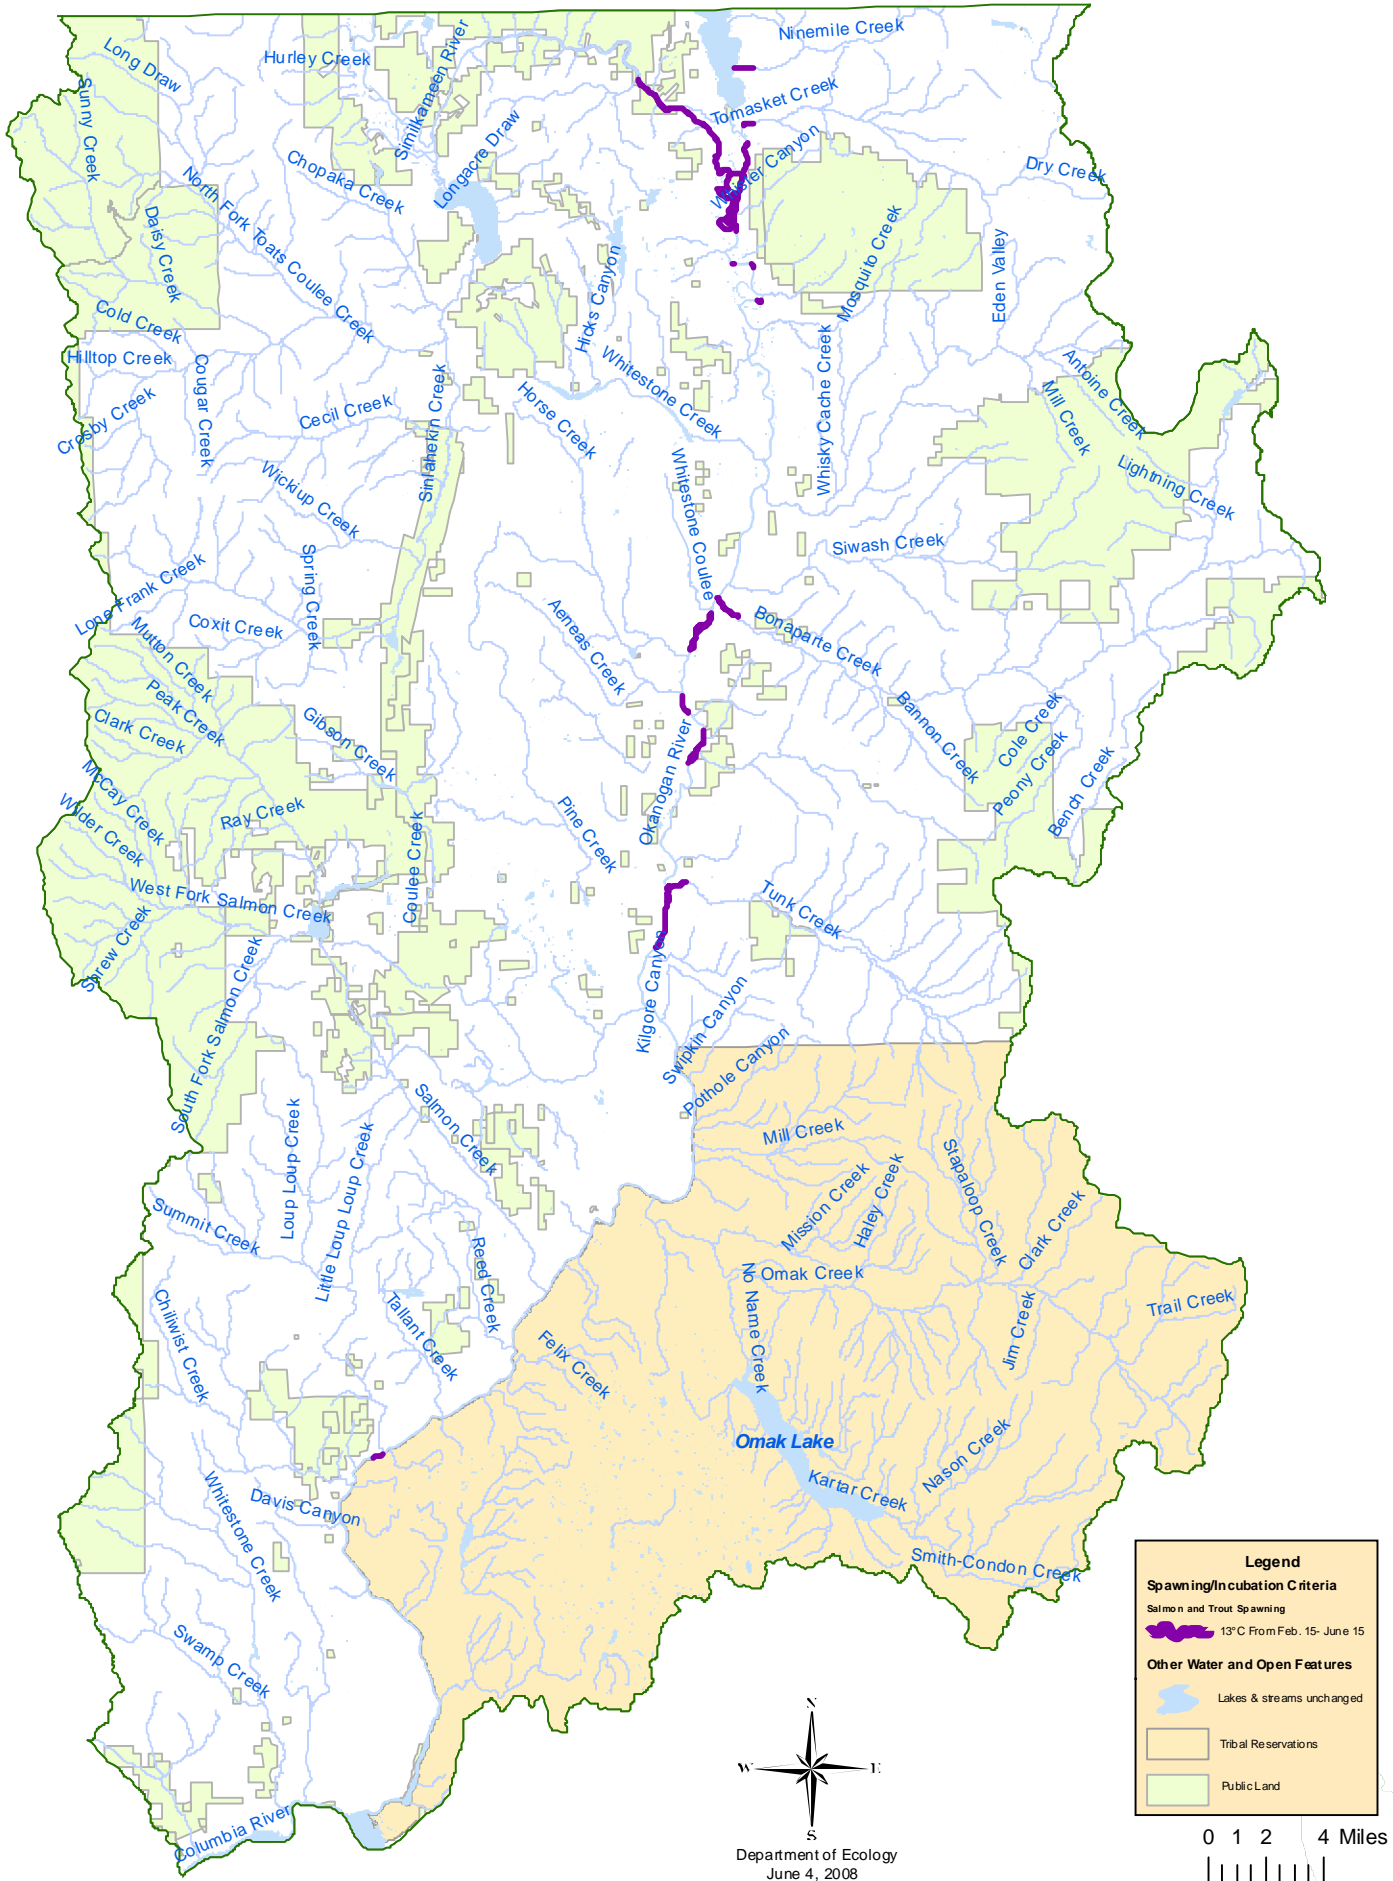 Ninemile Creek
Long Draw
Hurley Creek
Similkameen River
Sunny Creek
Tomasket Creek
Longacre Draw
Whister Canyon
Chopaka Creek
Dry Creek
North Fork Toats Coulee Creek
Daisy Creek
Mosquito Creek
Eden Valley
Hicks Canyon
Cold Creek
Hilltop Creek
Cougar Creek
Whitestone Creek
Whisky Cache Creek
Antoine Creek
Mill Creek
Crosby Creek
Cecil Creek
Sinlahekin Creek
Horse Creek
Lightning Creek
Wickiup Creek
Whitestone Coulee
Siwash Creek
Spring Creek
Lone Frank Creek
Coxit Creek
Aeneas Creek
Bonaparte Creek
Mutton Creek
Peak Creek
Clark Creek
Gibson Creek
Okanogan River
Bannon Creek
Cole Creek
Peony Creek
Bench Creek
McCay Creek
Wilder Creek
Ray Creek
Coulee Creek
Pine Creek
West Fork Salmon Creek
Tunk Creek
Shrew Creek
South Fork Salmon Creek
Kilgore Canyon
Swipkin Canyon
Pothole Canyon
Salmon Creek
Loup Loup Creek
Little Loup Loup Creek
Mill Creek
Mission Creek
Haley Creek
Stapaloop Creek
Clark Creek
Summit Creek
Reed Creek
No Name Creek
Omak Creek
Trail Creek
Chiliwist Creek
Tallant Creek
Felix Creek
Jim Creek
Omak Lake
Nason Creek
Kartar Creek
Whitestone Creek
Davis Canyon
Smith-Condon Creek
Swamp Creek
Columbia River
N
W
E
S
Department of Ecology
June 4, 2008
Legend
Spawning/Incubation Criteria
Salmon and Trout Spawning
13°C From Feb. 15- June 15
Other Water and Open Features
Lakes & streams unchanged
Tribal Reservations
Public Land
0 1 2 4 Miles